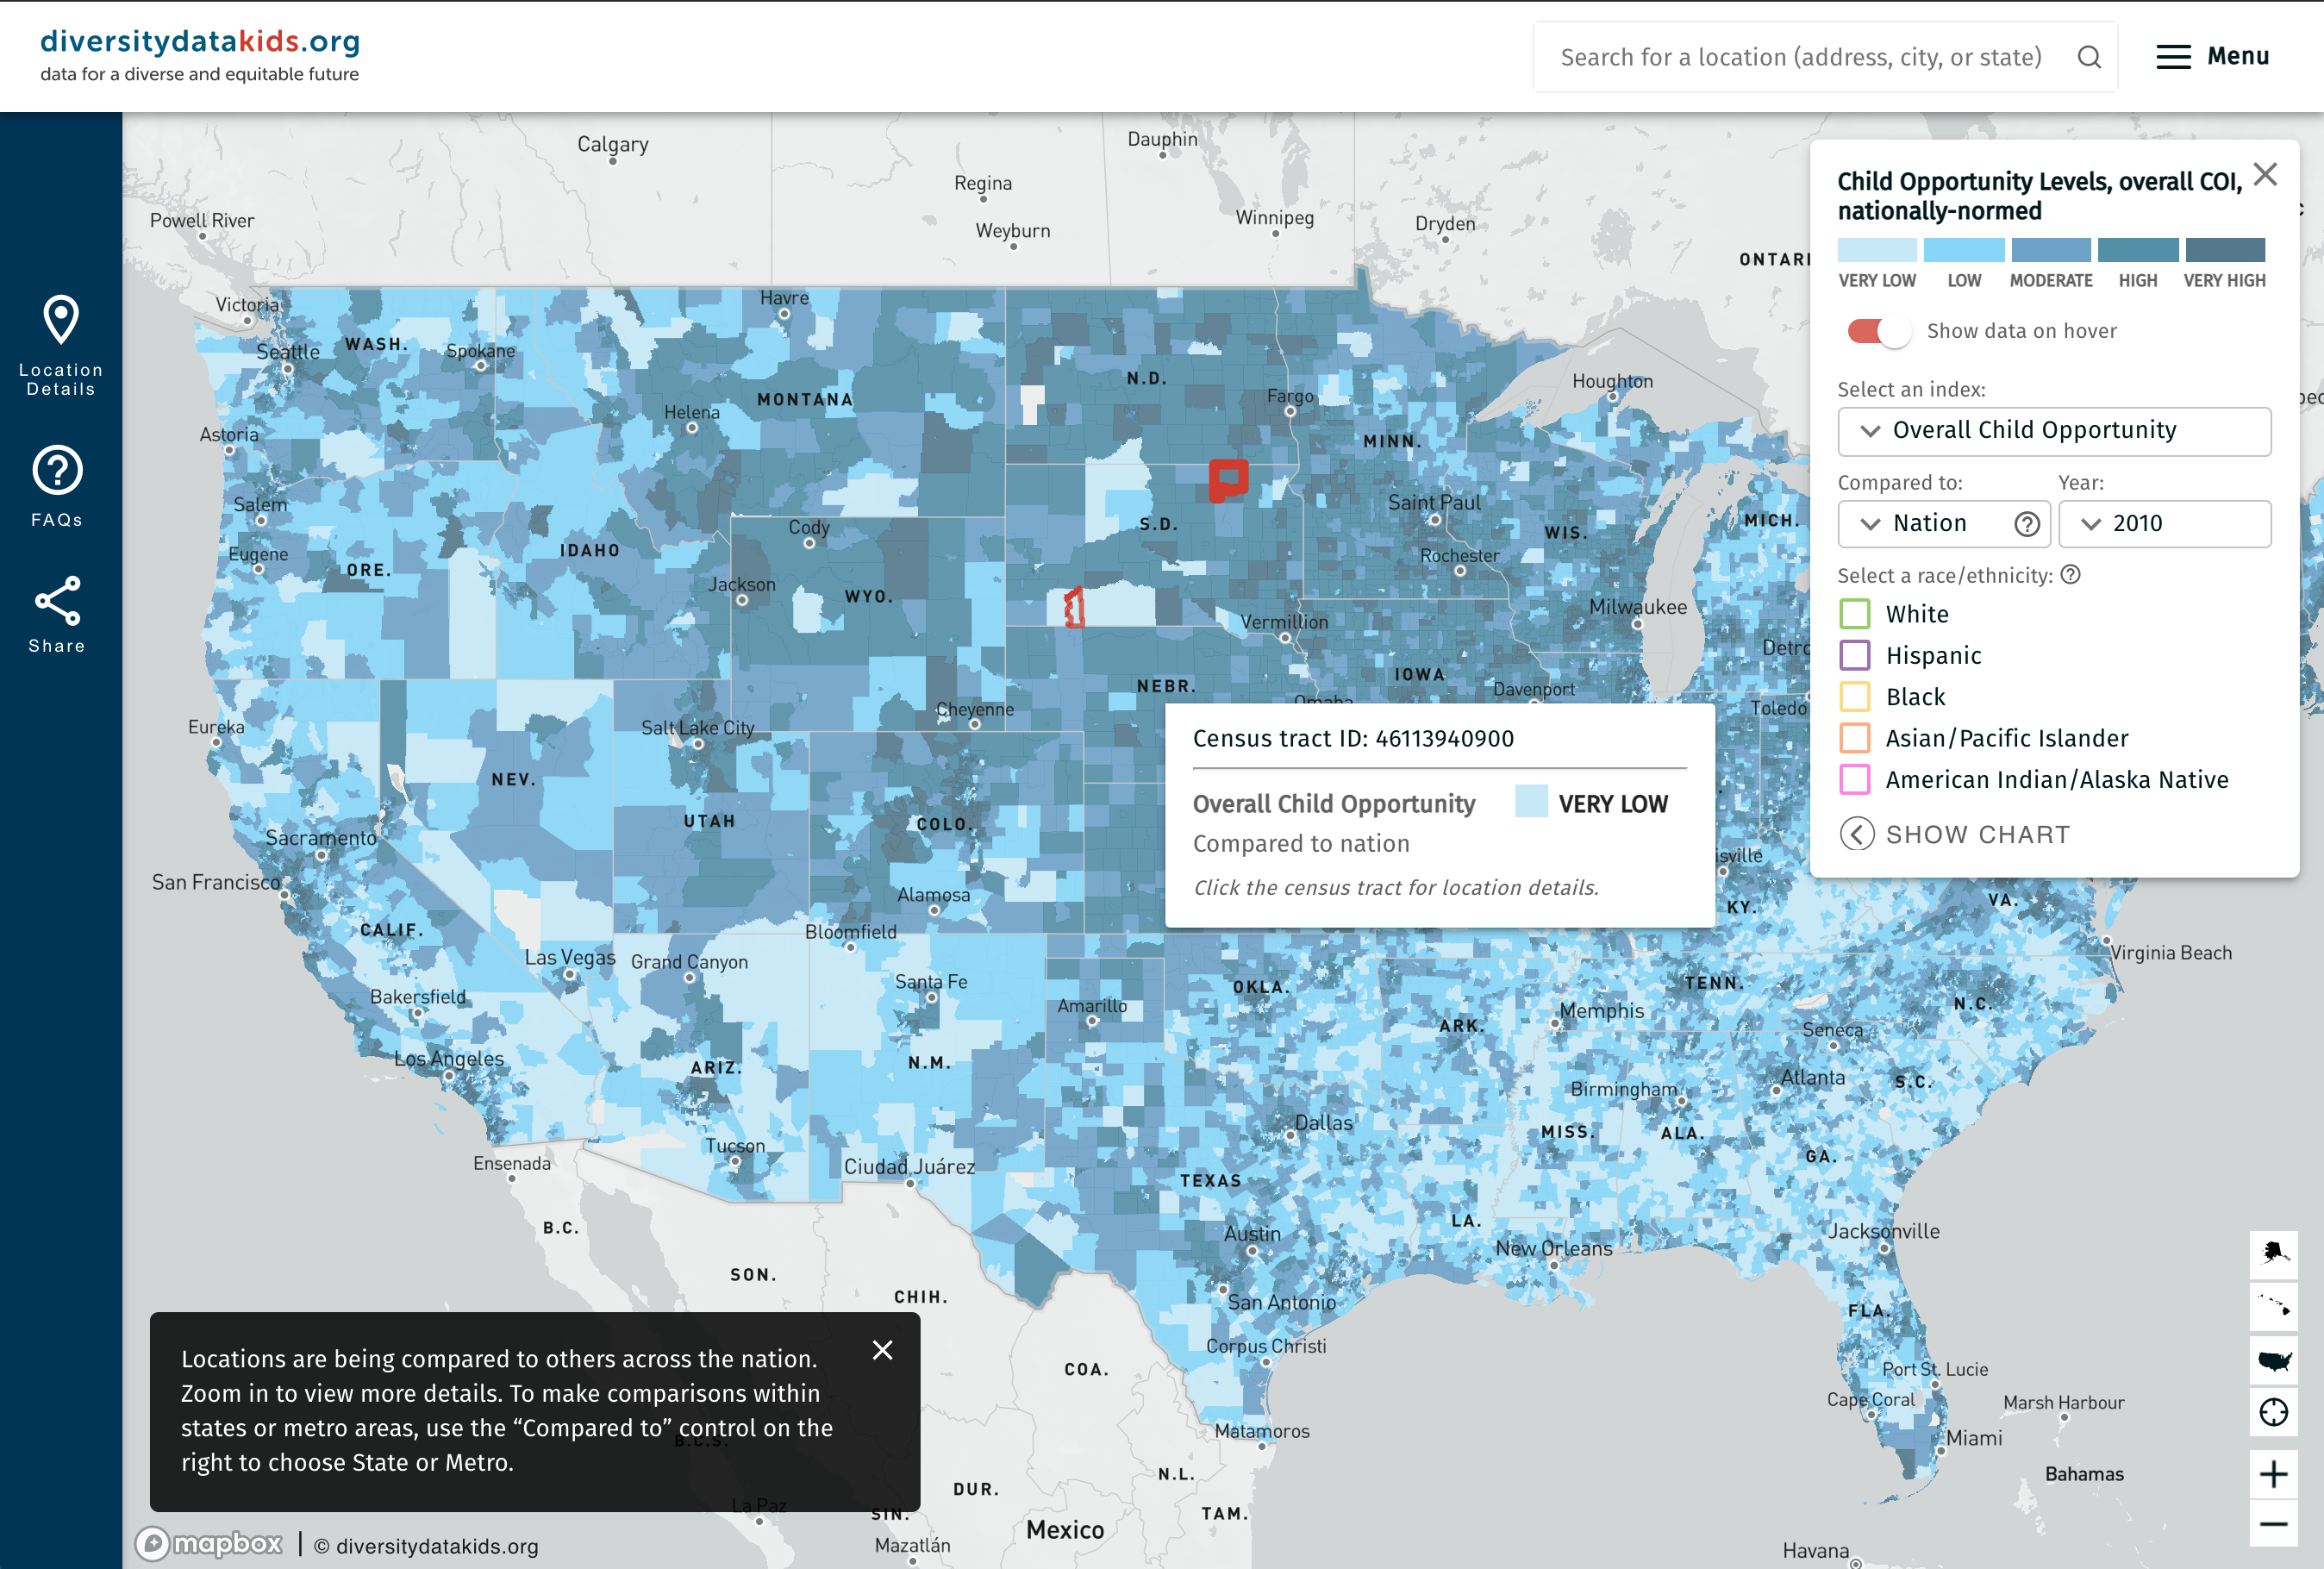 diversitydatakids.org
data for a diverse and equitable future
Search for a location (address, city, or state)
Menu
Location
Details
FAQs
Share
Calgary
Dauphin
Regina
Powell River
Weyburn
Winnipeg
Dryden
Victoria
Havre
Seattle
WASH.
Spokane
N.D.
Houghton
Helena
MONTANA
Fargo
Astoria
MINN.
Salem
Saint Paul
Cody
S.D.
WIS.
MICH.
Eugene
IDAHO
Rochester
ORE.
Jackson
WYO.
Milwaukee
Vermillion
IOWA
NEBR.
Davenport
Omaha
Cheyenne
Toledo
Eureka
Salt Lake City
NEV.
UTAH
COLO.
Sacramento
San Francisco
Alamosa
KY.
VA.
CALIF.
Bloomfield
Las Vegas
Grand Canyon
Virginia Beach
Bakersfield
Santa Fe
OKLA.
TENN.
Amarillo
Memphis
N.C.
ARK.
Seneca
Los Angeles
ARIZ.
N.M.
Atlanta
S.C.
Birmingham
Dallas
MISS.
ALA.
Tucson
GA.
Ensenada
Ciudad Juárez
TEXAS
B.C.
LA.
Austin
Jacksonville
New Orleans
SON.
CHIH.
San Antonio
FLA.
Corpus Christi
COA.
Port St. Lucie
Cape Coral
Marsh Harbour
Matamoros
Miami
B.C.S.
N.L.
Bahamas
DUR.
La Paz
SIN.
TAM.
Mexico
Mazatlán
Havana
Census tract ID: 46113940900
Overall Child Opportunity
VERY LOW
Compared to nation
Click the census tract for location details.
Child Opportunity Levels, overall COI,
nationally-normed
VERY LOW LOW MODERATE HIGH VERY HIGH
Show data on hover
Select an index:
Overall Child Opportunity
Compared to: Year:
Nation ? 2010
Select a race/ethnicity: ?
White
Hispanic
Black
Asian/Pacific Islander
American Indian/Alaska Native
SHOW CHART
Locations are being compared to others across the nation.
Zoom in to view more details. To make comparisons within
states or metro areas, use the “Compared to” control on the
right to choose State or Metro.
mapbox | © diversitydatakids.org